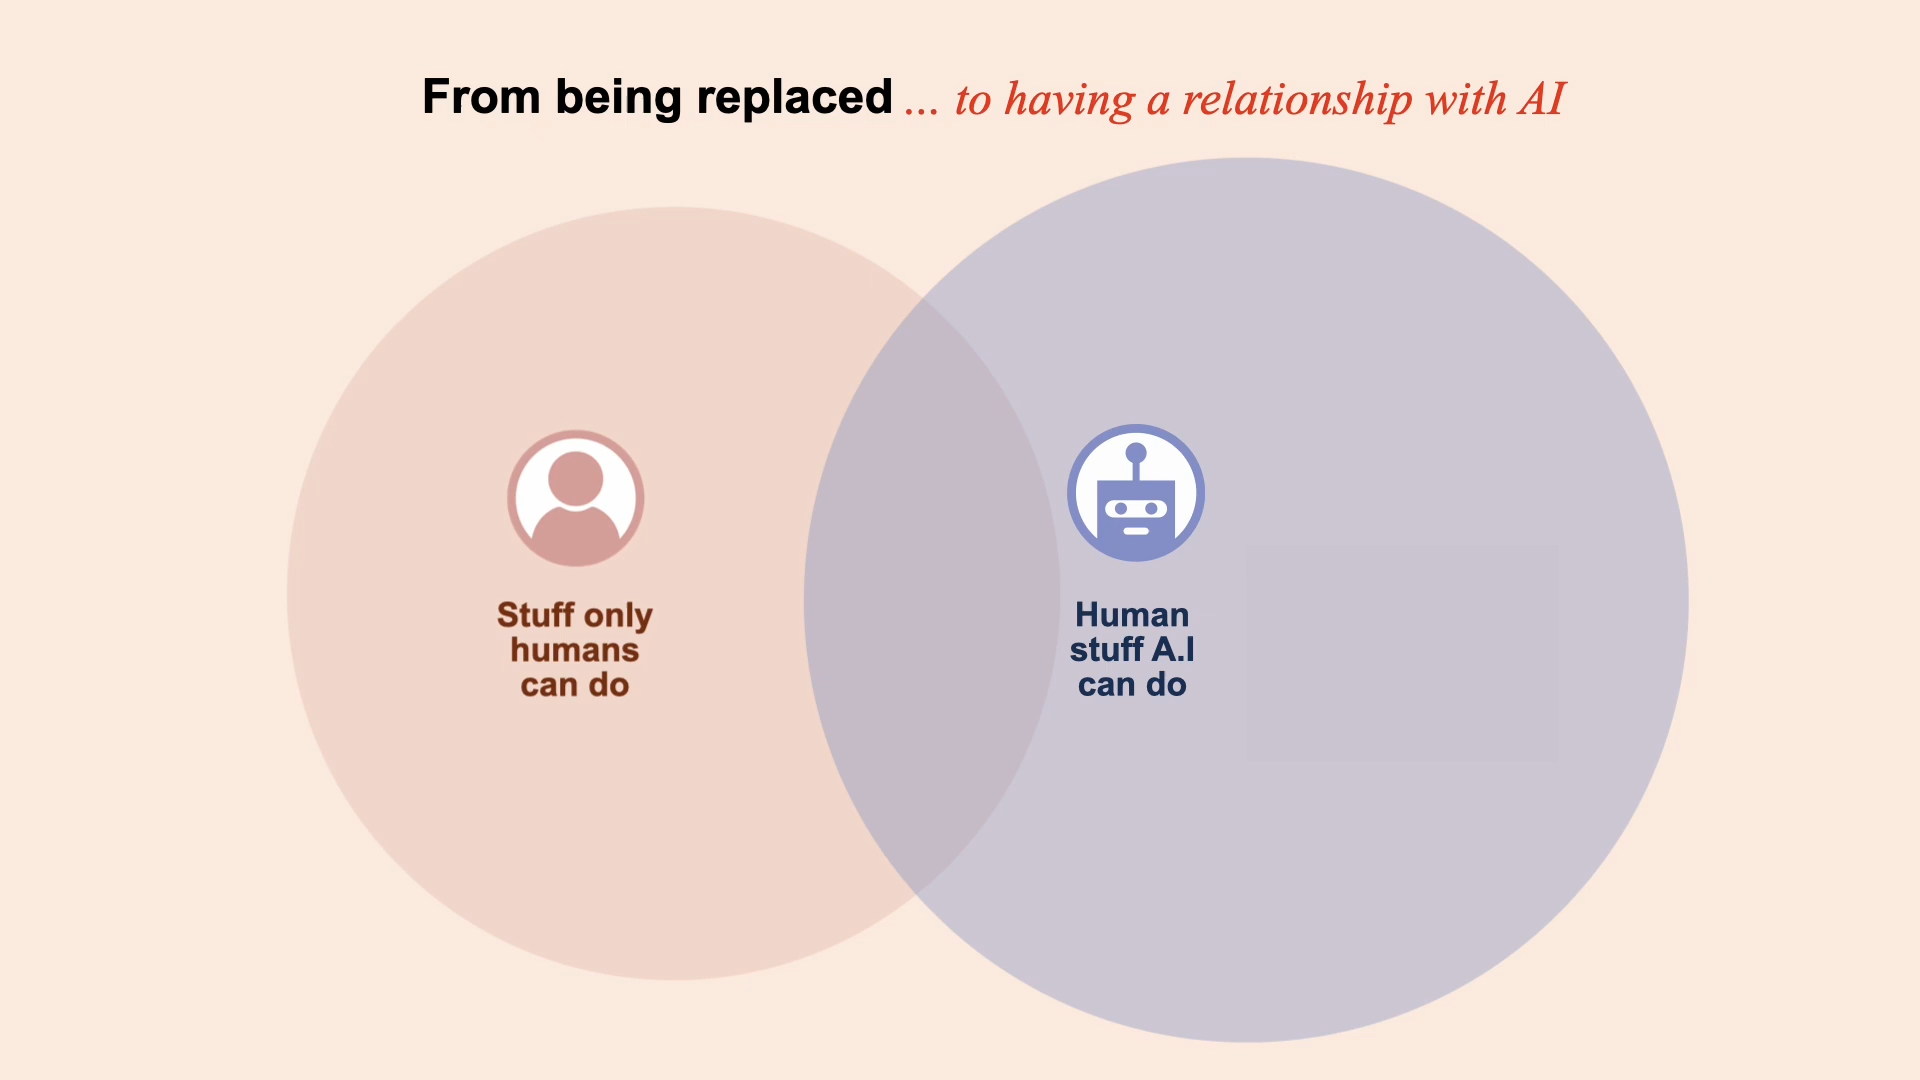 From being replaced ... to having a relationship with AI
Stuff only
humans
can do
Human
stuff A.I
can do